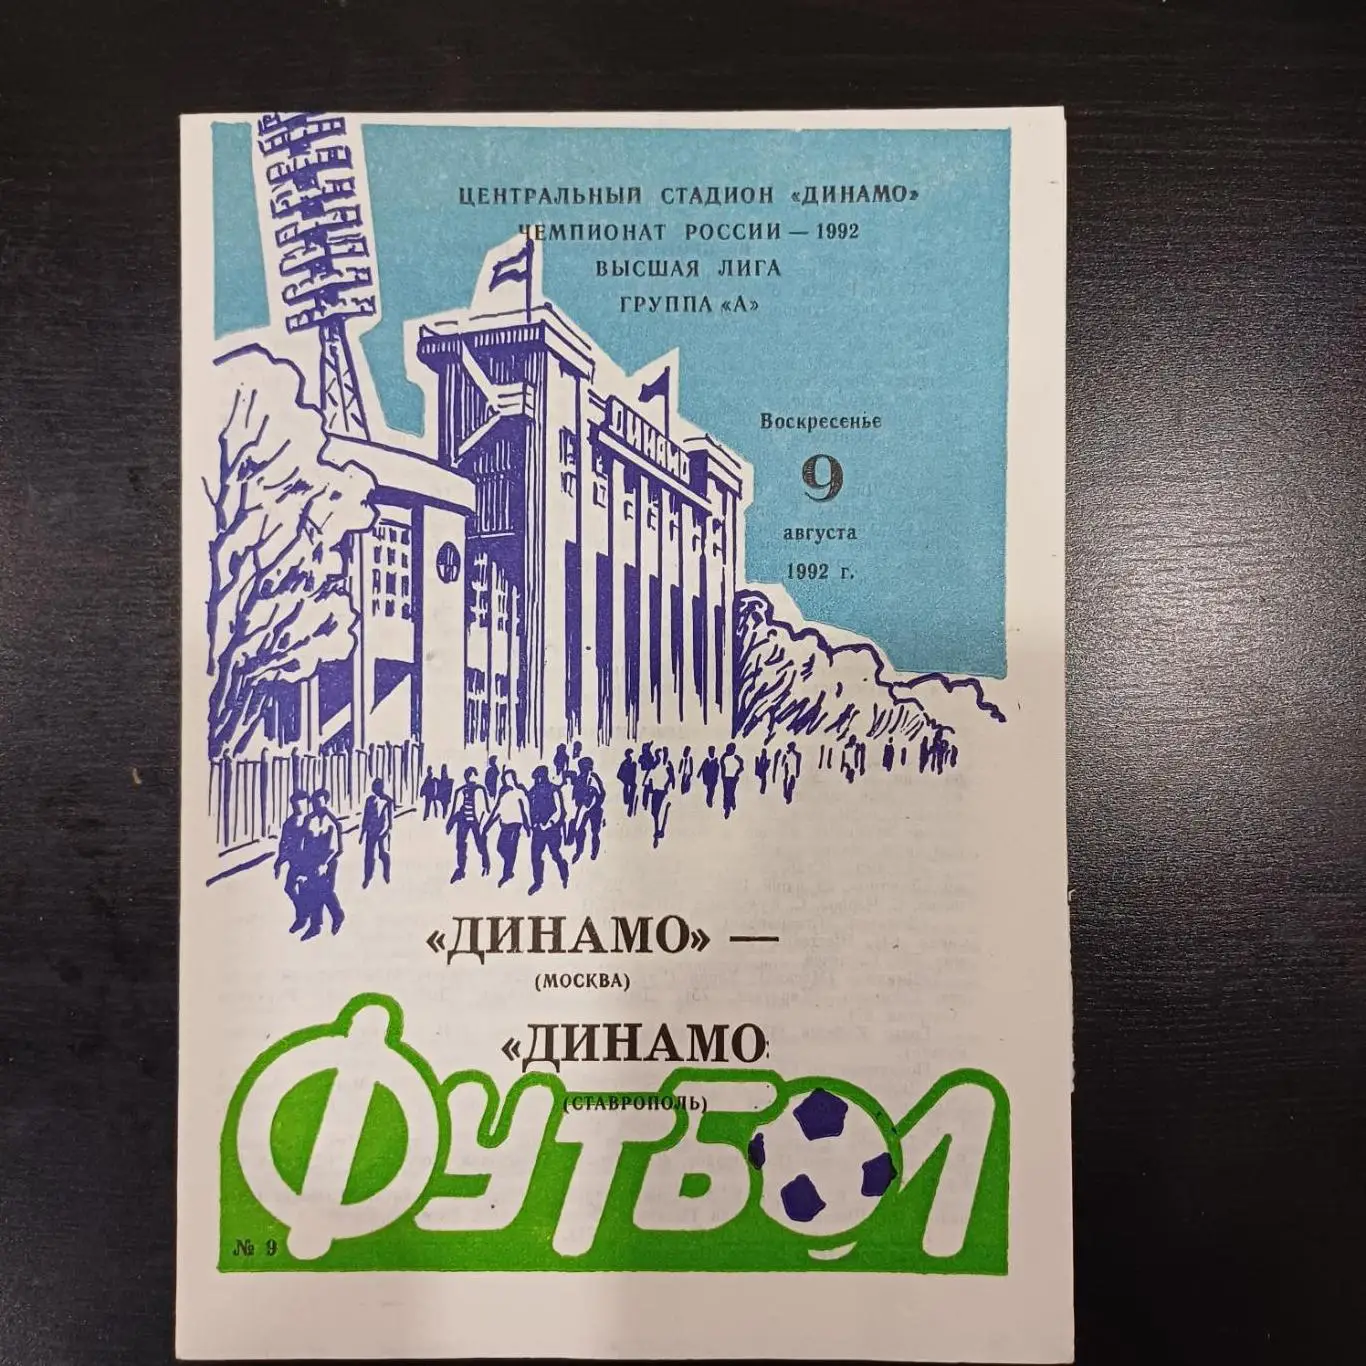 ЦЕНТРАЛЬНЫЙ СТАДИОН «ДИНАМО»
ЧЕМПИОНАТ РОССИИ — 1992
ВЫСШАЯ ЛИГА
ГРУППА «А»
Воскресенье
9
августа
1992 г.
ДИНАМО
«ДИНАМО» —
(МОСКВА)
«ДИНАМО
(СТАВРОПОЛЬ)
ФУТБОЛ
№ 9